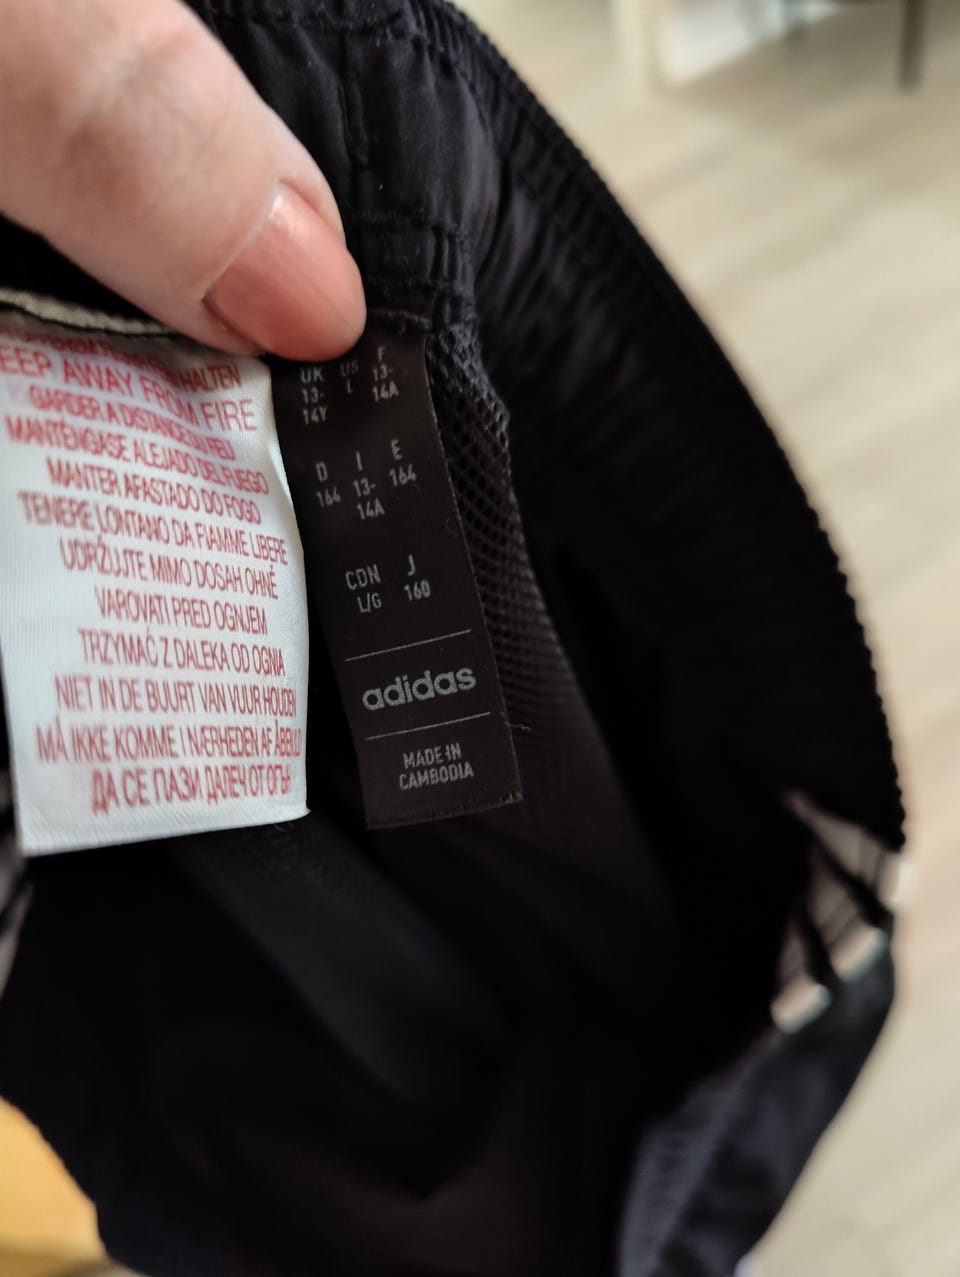 HALTEN
EEP AWAY FROM FIRE
GARDER A DISTANCE DU FEU
MANTÉNGASE ALEJADO DEL FUEGO
MANTER AFASTADO DO FOGO
TENERE LONTANO DA FIAMME LIBERE
UDRŽUJTE MIMO DOSAH OHNĚ
VAROVATI PRED OGNJEM
TRZYMAĆ Z DALEKA OD OGNIA
NIET IN DE BUURT VAN VUUR HOUDEN
MÅ IKKE KOMME I NÆRHEDEN AF ÅBEN ILD
ДА СЕ ПАЗИ ДАЛЕЧ ОТ ОГЪН
UK US F
13- L 13-
14Y 14A
D I E
164 13- 164
14A
CDN J
L/G 160
adidas
MADE IN
CAMBODIA